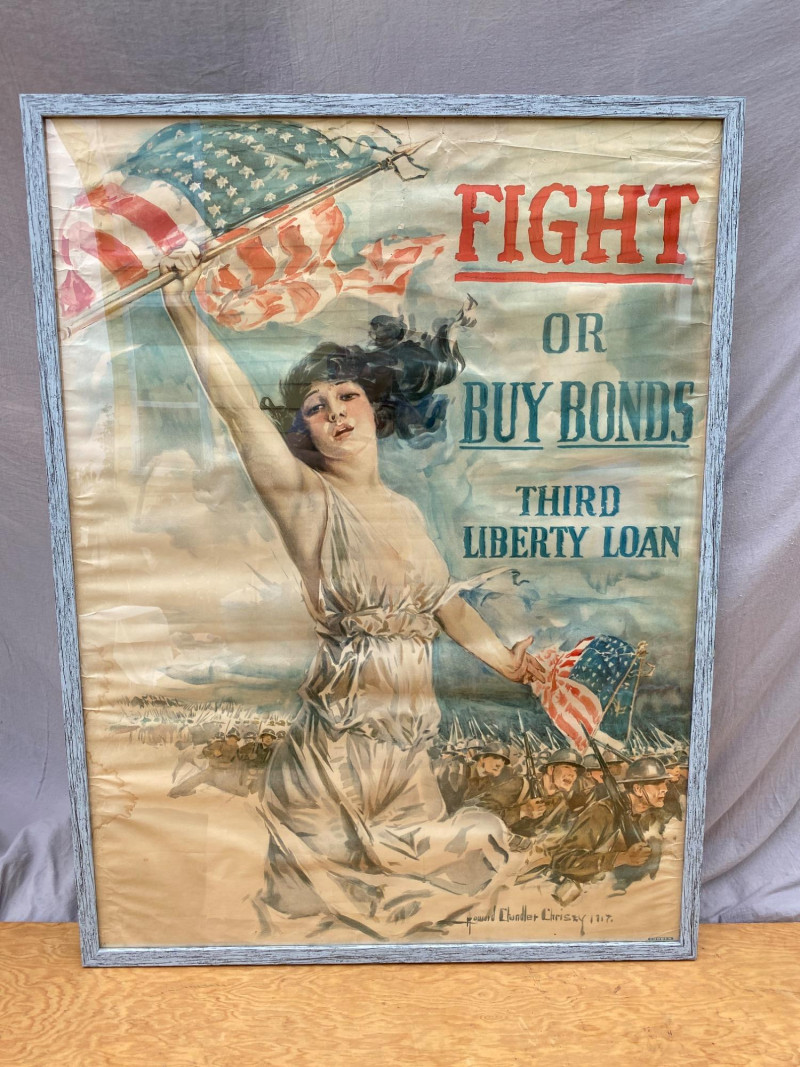 FIGHT
OR
BUY BONDS
THIRD
LIBERTY LOAN
Howard Chandler Christy 1917.